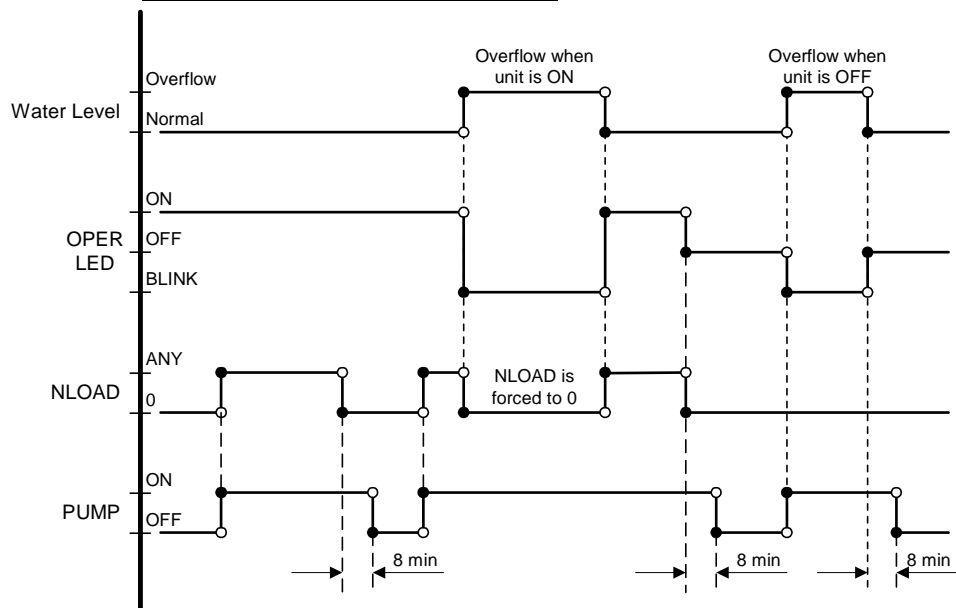 Overflow when
unit is ON
Overflow when
unit is OFF
Water Level
Overflow
Normal
OPER
LED
ON
OFF
BLINK
NLOAD
ANY
0
NLOAD is
forced to 0
PUMP
ON
OFF
8 min
8 min
8 min